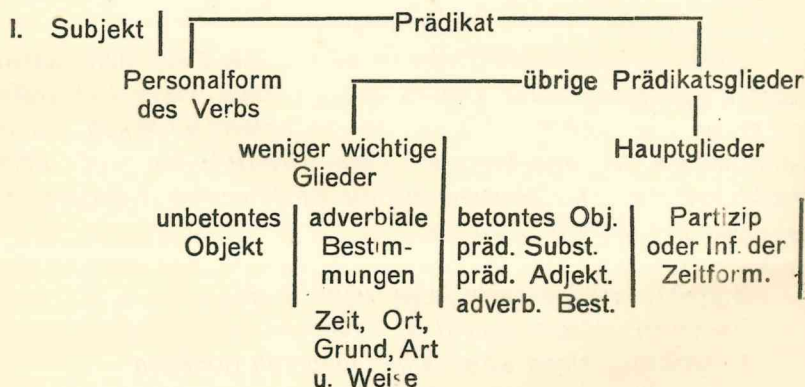 I. Subjekt Prädikat
Personalform
des Verbs
übrige Prädikatsglieder
weniger wichtige
Glieder
Hauptglieder
unbetontes
Objekt
adverbiale
Bestim-
mungen
Zeit, Ort,
Grund, Art
u. Weise
betontes Obj.
präd. Subst.
präd. Adjekt.
adverb. Best.
Partizip
oder Inf. der
Zeitform.